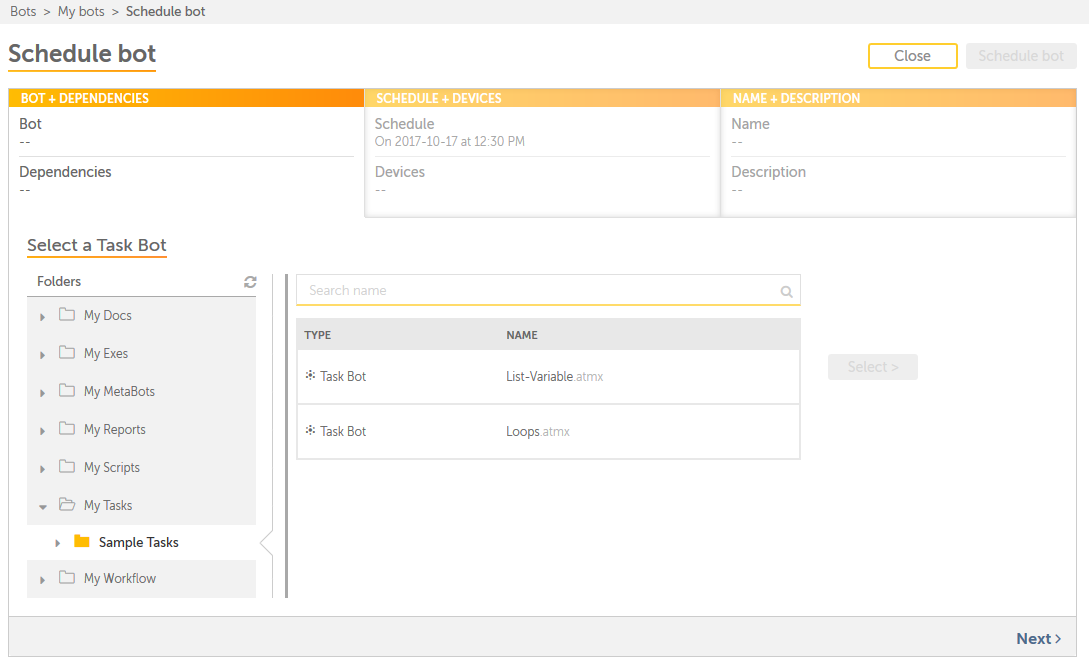 Bots > My bots > Schedule bot
Schedule bot
Close
Schedule bot
BOT + DEPENDENCIES
Bot
--
Dependencies
--
SCHEDULE + DEVICES
Schedule
On 2017-10-17 at 12:30 PM
Devices
--
NAME + DESCRIPTION
Name
--
Description
--
Select a Task Bot
Folders
My Docs
My Exes
My MetaBots
My Reports
My Scripts
My Tasks
Sample Tasks
My Workflow
Search name
TYPE NAME
Task Bot List-Variable.atmx
Task Bot Loops.atmx
Select >
Next >